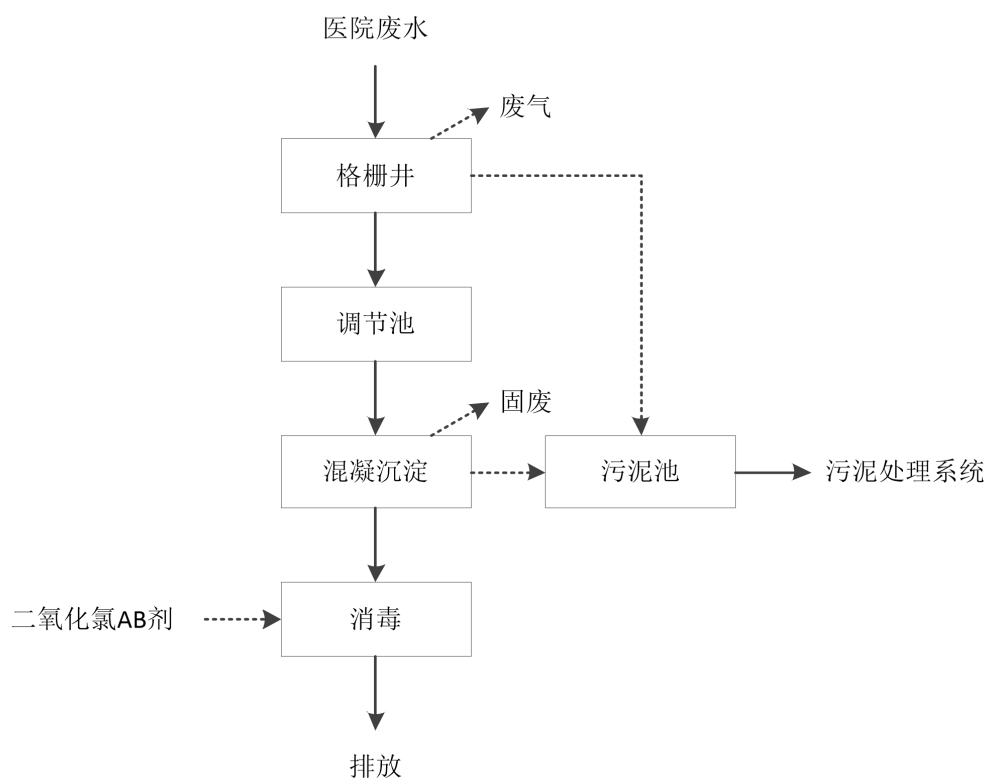 医院废水
废气
格栅井
调节池
固废
混凝沉淀
污泥池
污泥处理系统
二氧化氯AB剂
消毒
排放